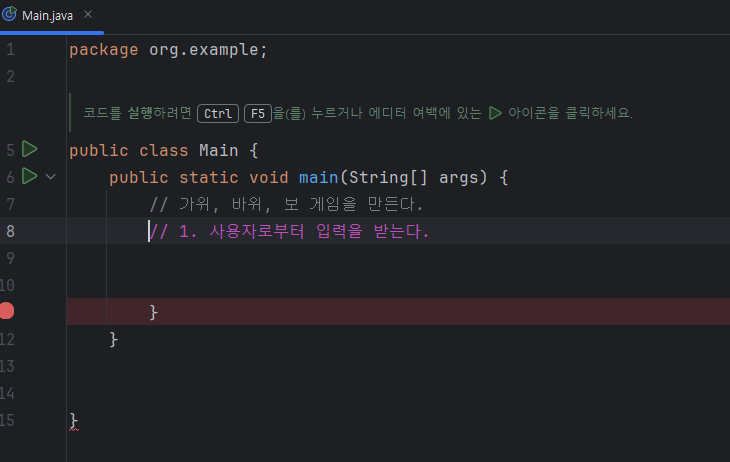 Main.java
1 package org.example;
2
코드를 실행하려면 Ctrl F5 을(를) 누르거나 에디터 여백에 있는 아이콘을 클릭하세요.
5 public class Main {
6 public static void main(String[] args) {
7 // 가위, 바위, 보 게임을 만든다.
8 // 1. 사용자로부터 입력을 받는다.
9
10
}
12 }
13
14
15 }